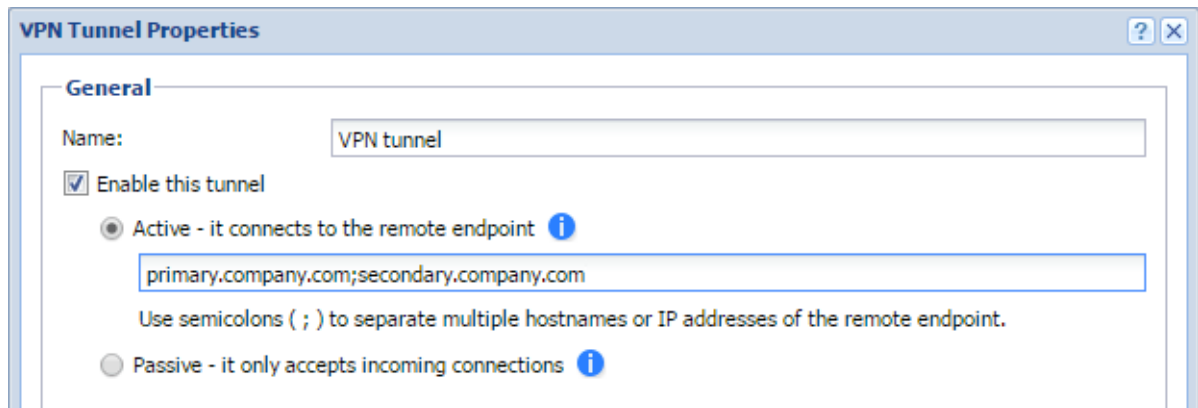 VPN Tunnel Properties
?
General
Name: VPN tunnel
Enable this tunnel
Active - it connects to the remote endpoint i
primary.company.com;secondary.company.com
Use semicolons ( ; ) to separate multiple hostnames or IP addresses of the remote endpoint.
Passive - it only accepts incoming connections i